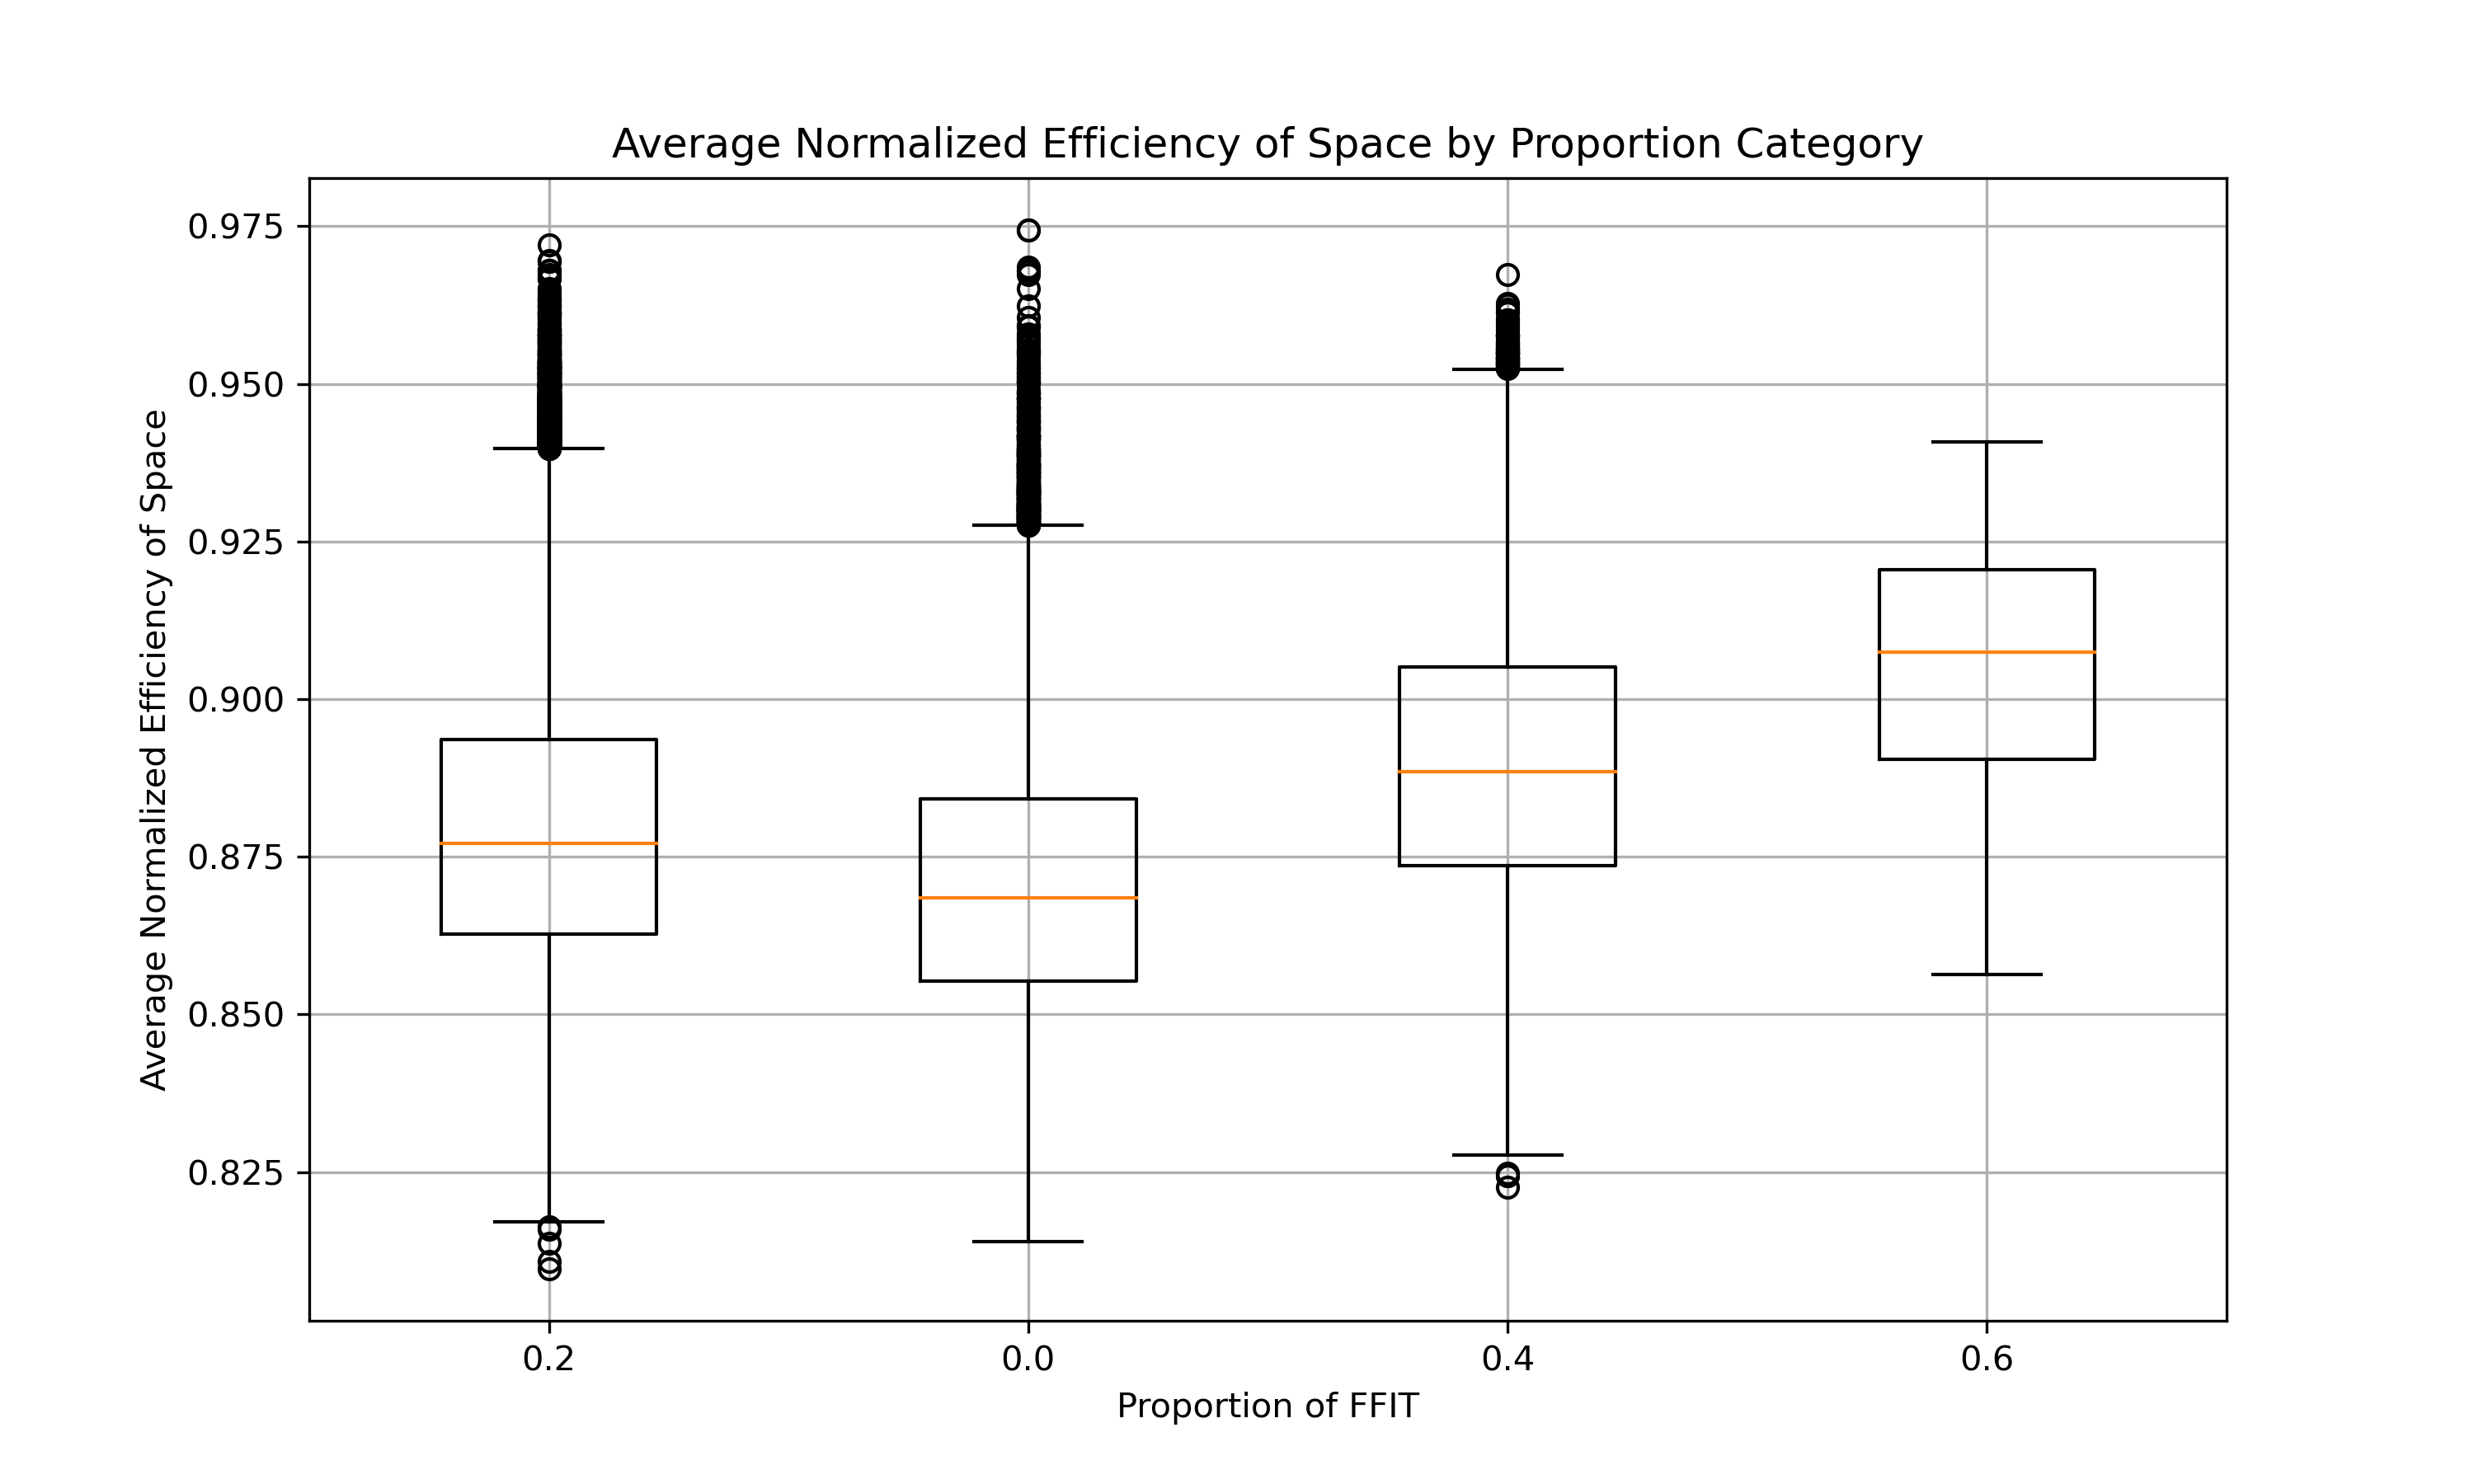 Average Normalized Efficiency of Space by Proportion Category
Average Normalized Efficiency of Space
0.975
0.950
0.925
0.900
0.875
0.850
0.825
0.2 0.0 0.4 0.6
Proportion of FFIT